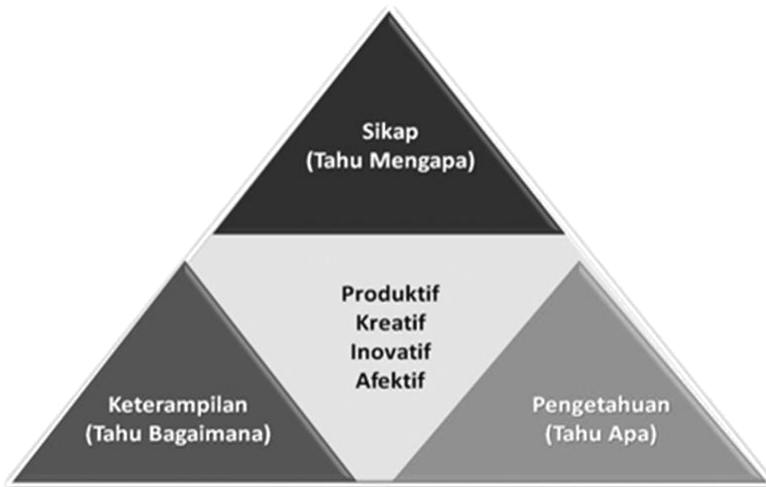 Sikap
(Tahu Mengapa)
Produktif
Kreatif
Inovatif
Afektif
Keterampilan
(Tahu Bagaimana)
Pengetahuan
(Tahu Apa)